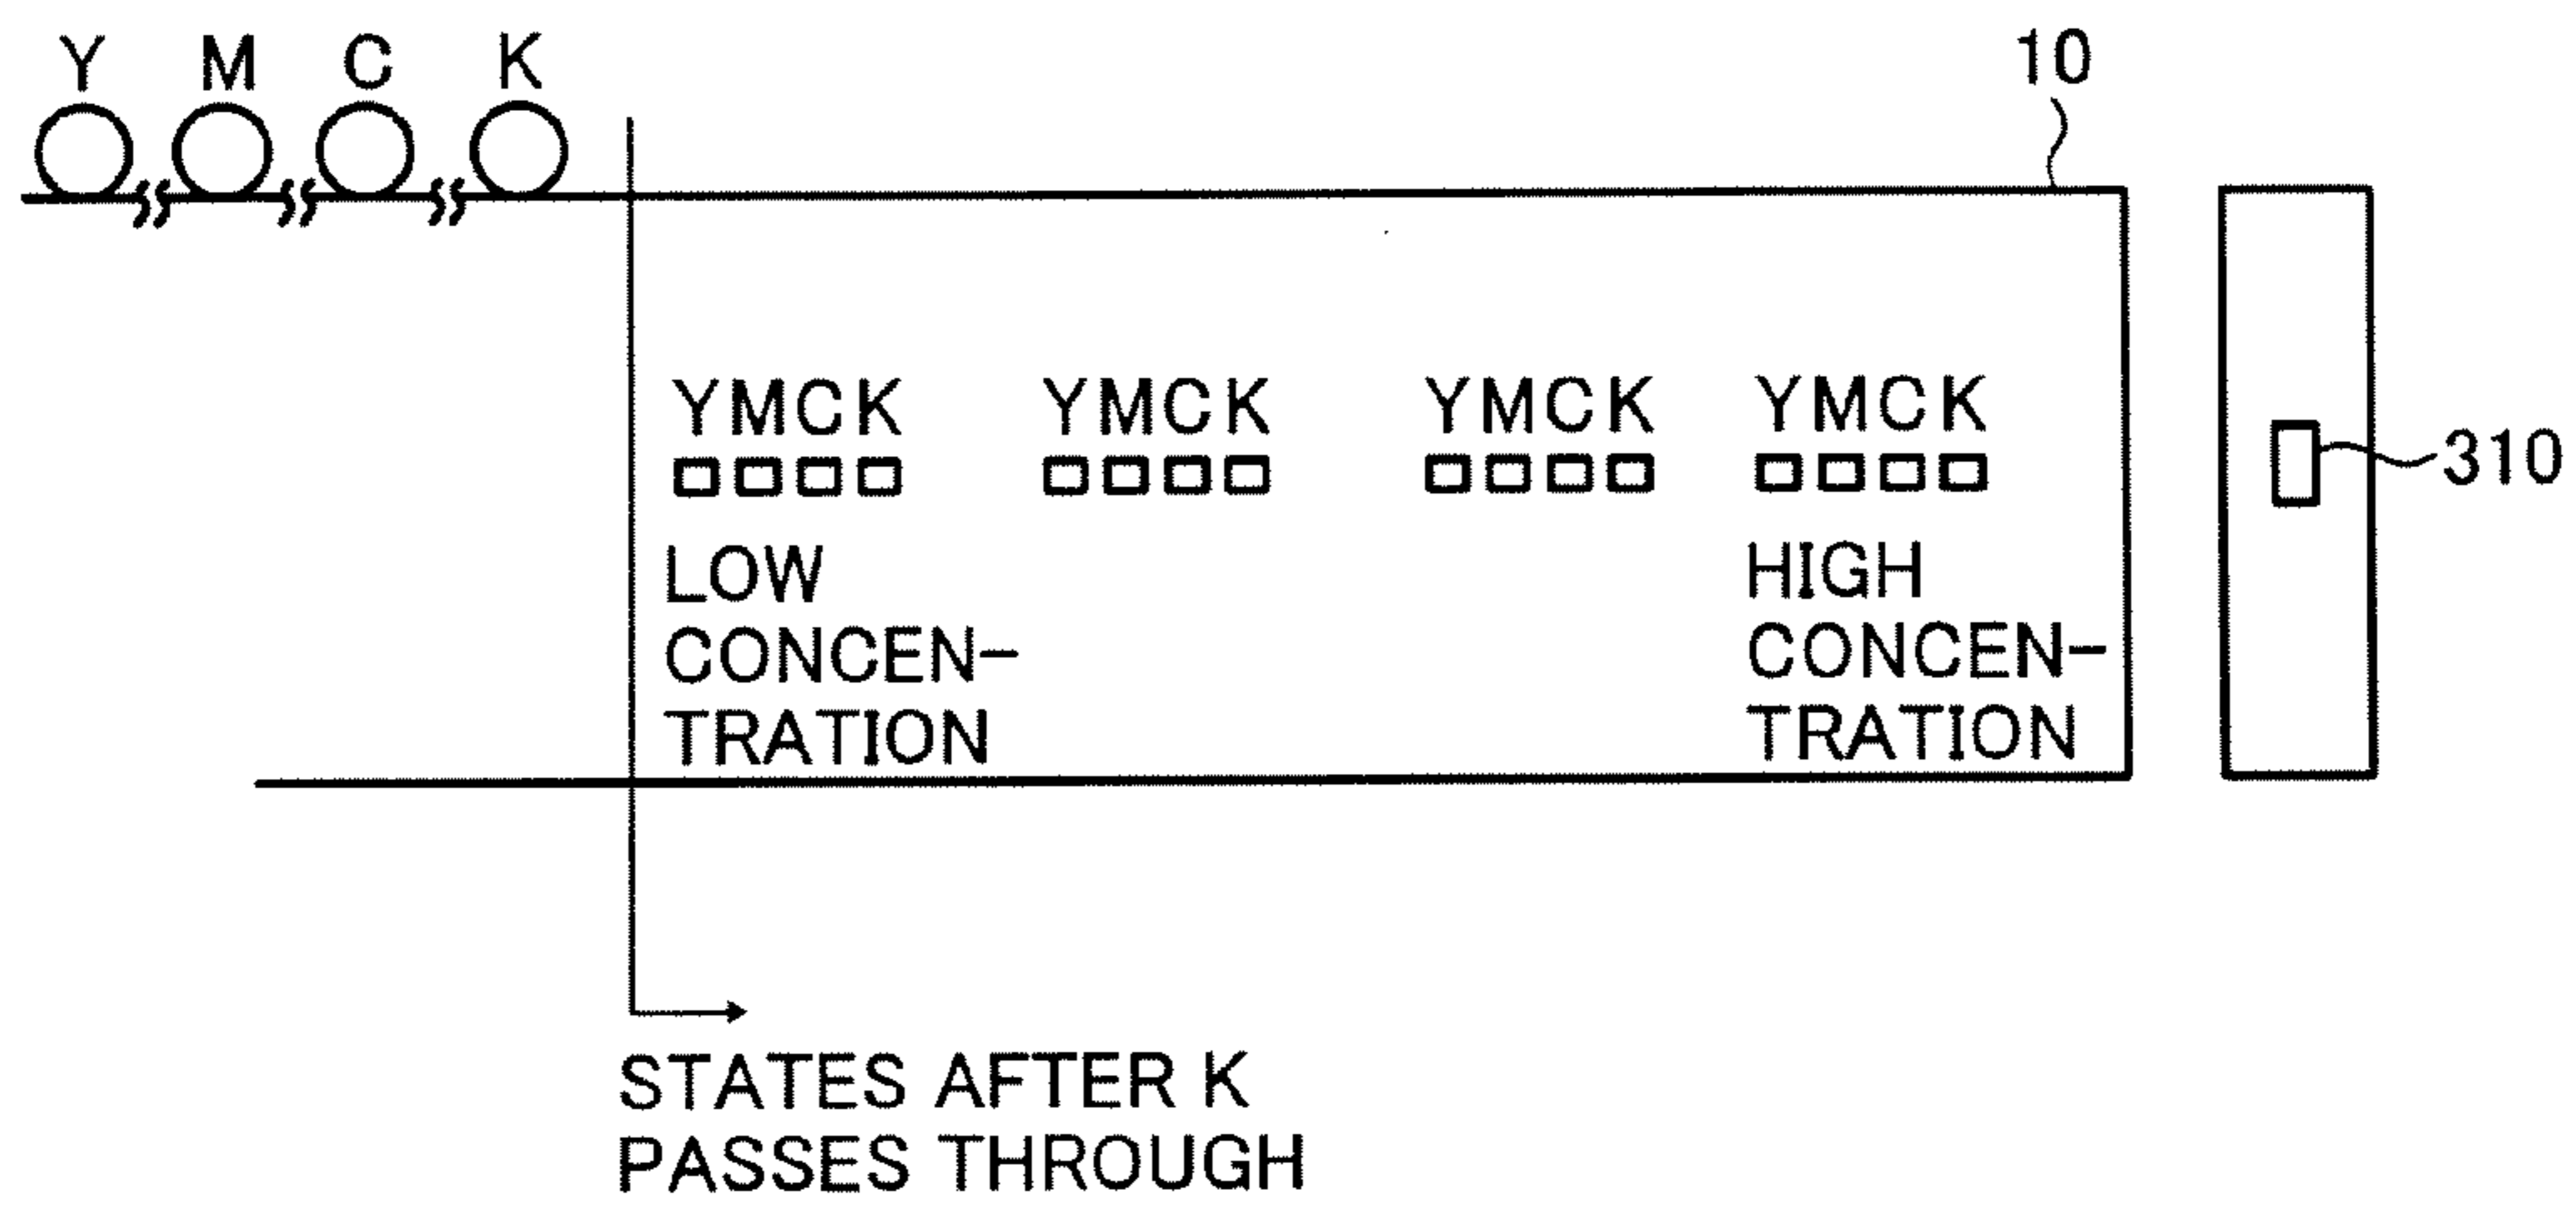 Y M C K
10
YMCK YMCK YMCK YMCK
310
LOW
CONCEN-
TRATION
HIGH
CONCEN-
TRATION
STATES AFTER K
PASSES THROUGH